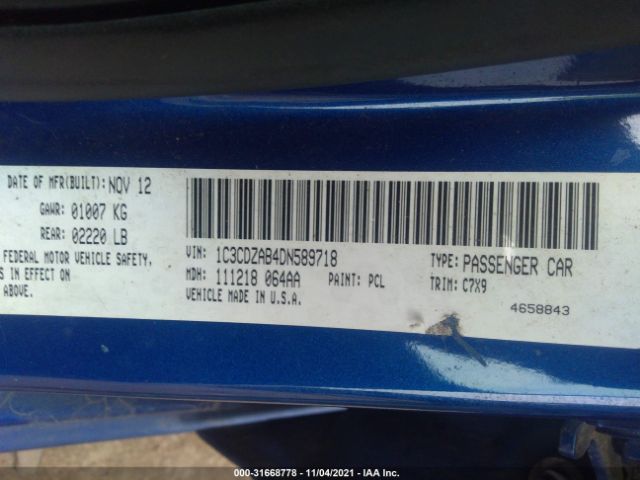 DATE OF MFR(BUILT): NOV 12
GAWR: 01007 KG
REAR: 02220 LB
FEDERAL MOTOR VEHICLE SAFETY,
S IN EFFECT ON
ABOVE.
VIN: 1C3CDZAB4DN589718
MDH: 111218 064AA PAINT: PCL
VEHICLE MADE IN U.S.A.
TYPE: PASSENGER CAR
TRIM: C7X9
4658843
000-31668778 - 11/04/2021 - IAA Inc.